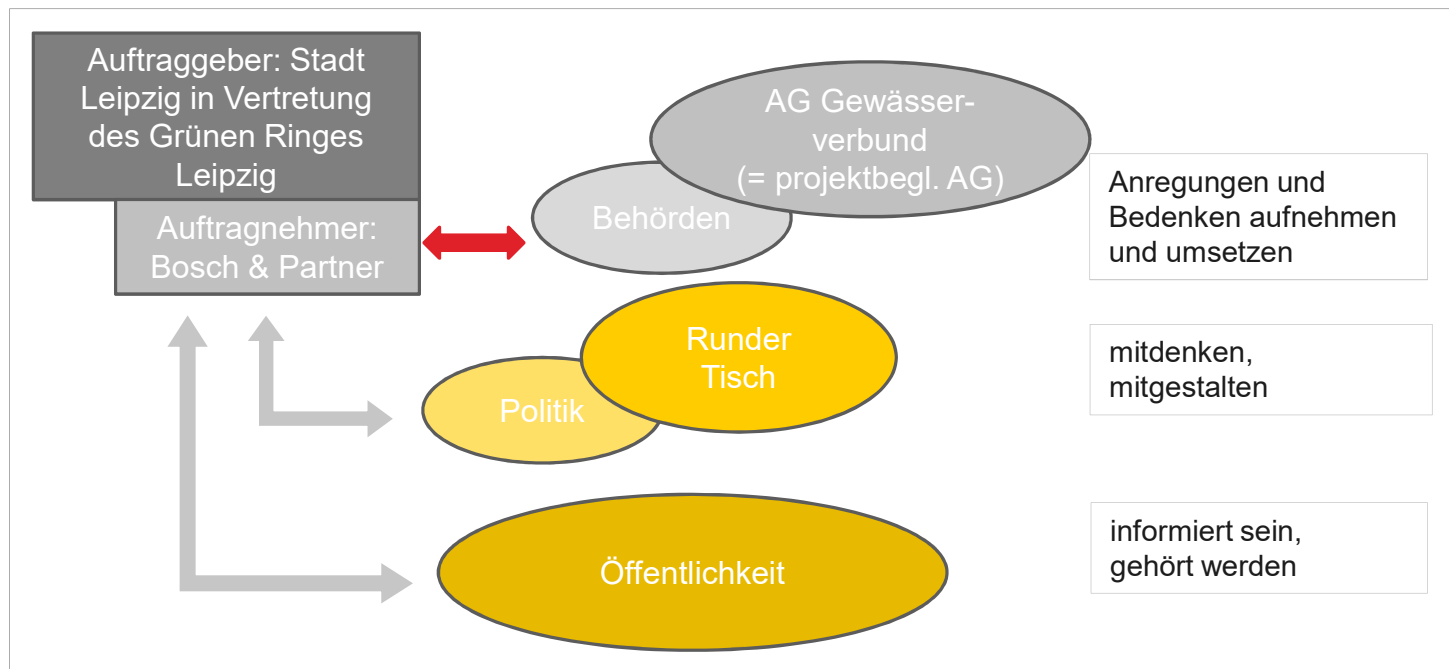 Auftraggeber: Stadt
Leipzig in Vertretung
des Grünen Ringes
Leipzig
Auftragnehmer:
Bosch & Partner
AG Gewässer-
verbund
(= projektbegl. AG)
Behörden
Anregungen und
Bedenken aufnehmen
und umsetzen
Runder
Tisch
Politik
mitdenken,
mitgestalten
Öffentlichkeit
informiert sein,
gehört werden